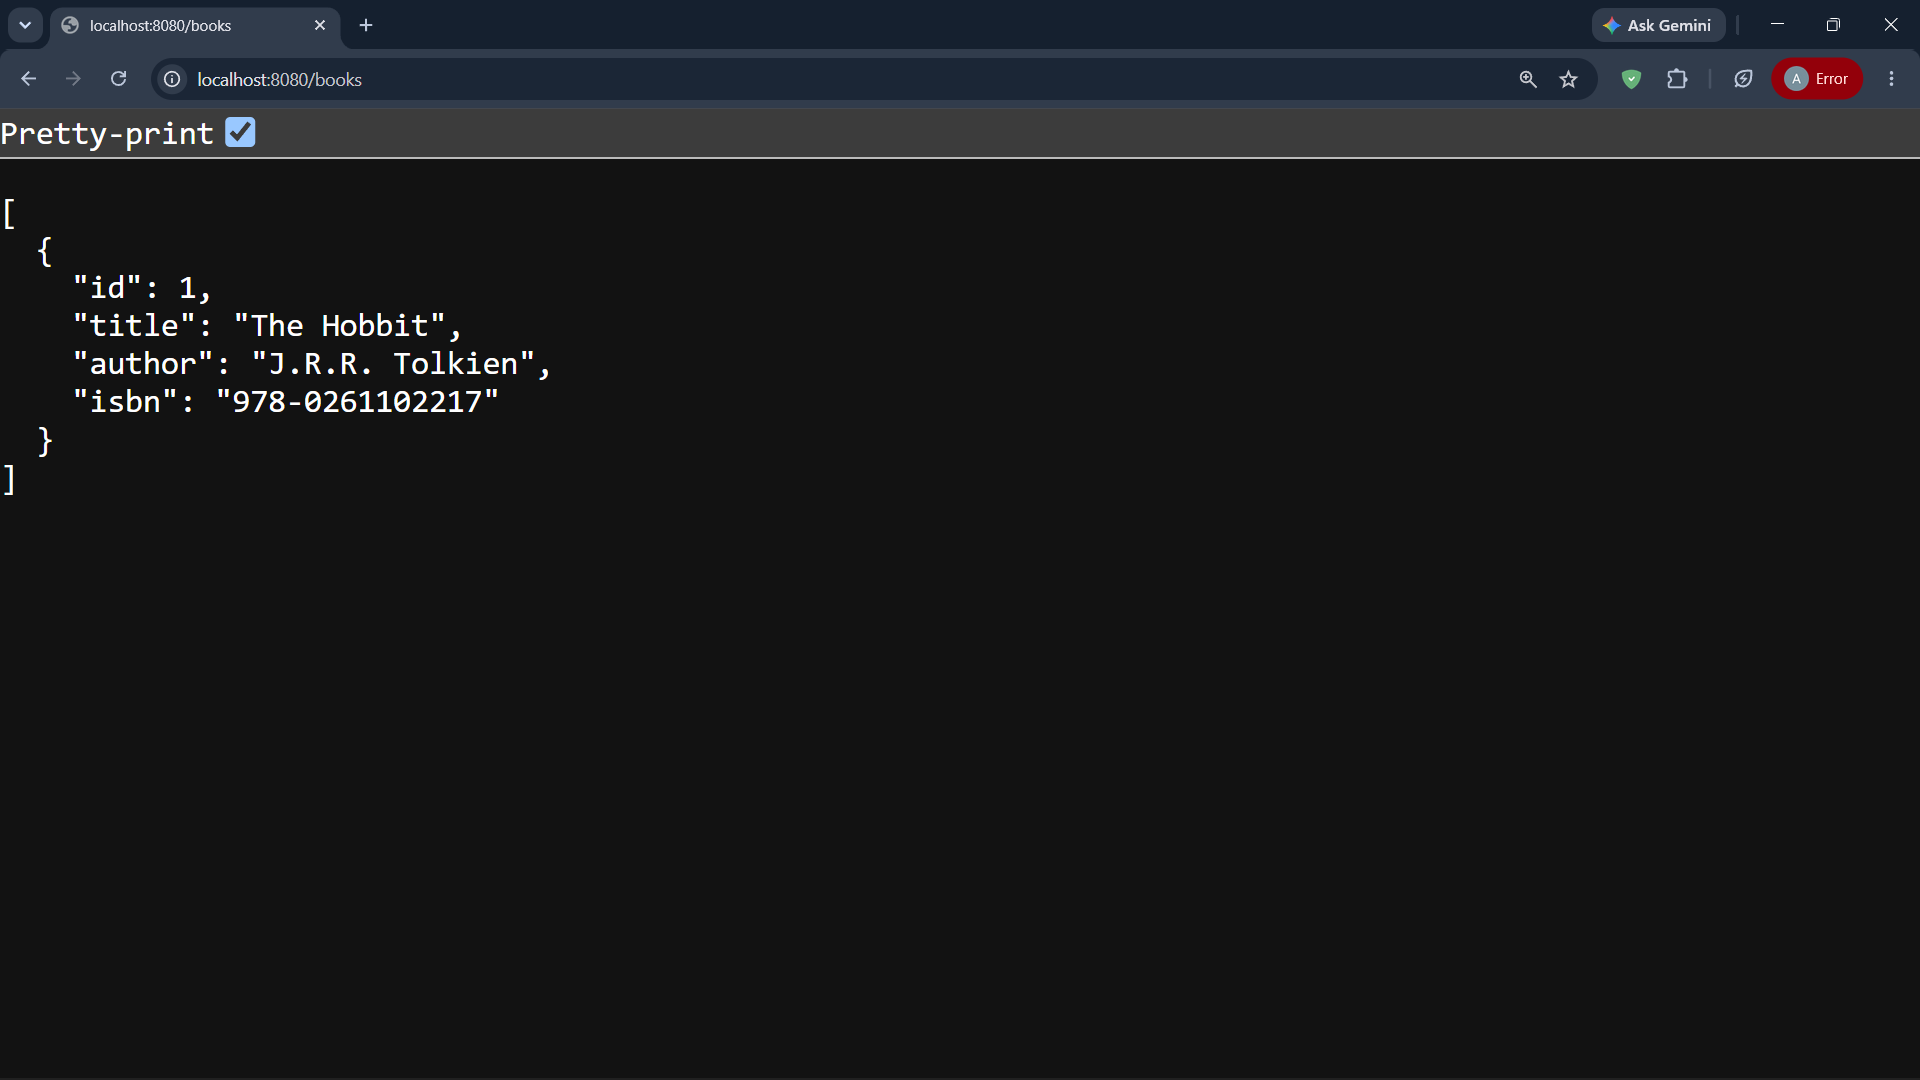 localhost:8080/books
Ask Gemini
localhost:8080/books
A Error
Pretty-print
[
  {
    "id": 1,
    "title": "The Hobbit",
    "author": "J.R.R. Tolkien",
    "isbn": "978-0261102217"
  }
]